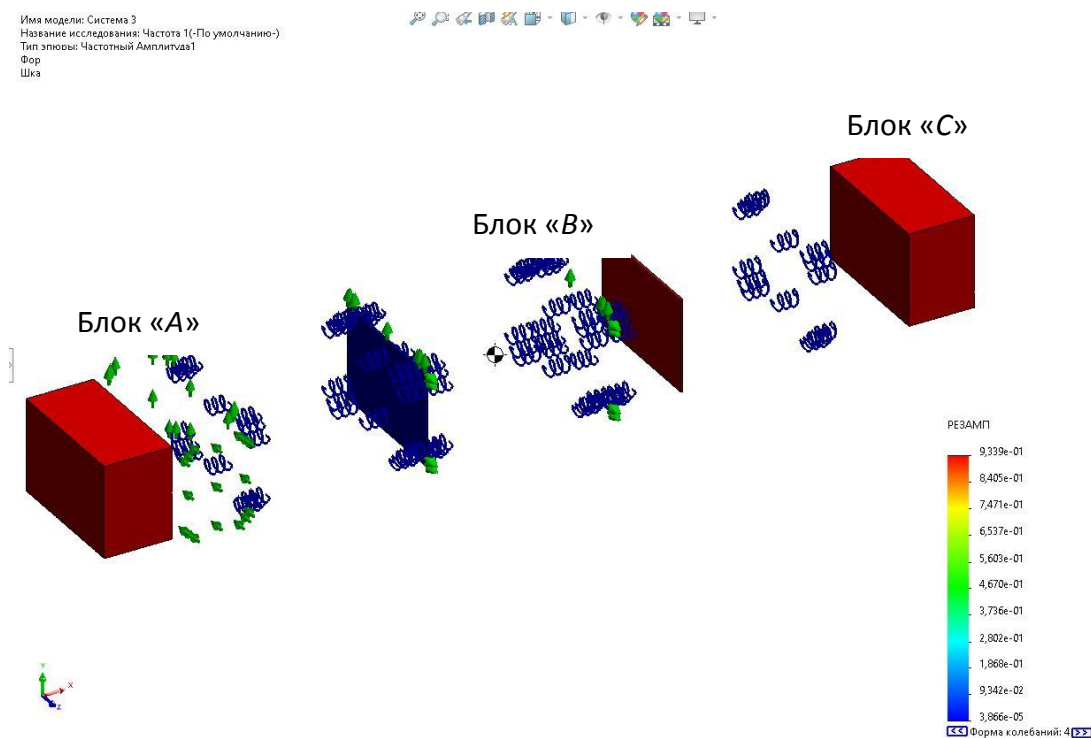 Имя модели: Система 3
Название исследования: Частота 1(-По умолчанию-)
Тип эпюры: Частотный Амплитуда1
Фор
Шка
Блок «C»
Блок «B»
Блок «A»
РЕЗАМП
9,339e-01
8,405e-01
7,471e-01
6,537e-01
5,603e-01
4,670e-01
3,736e-01
2,802e-01
1,868e-01
9,342e-02
3,866e-05
Y
X
Z
<< Форма колебаний: 4 >>